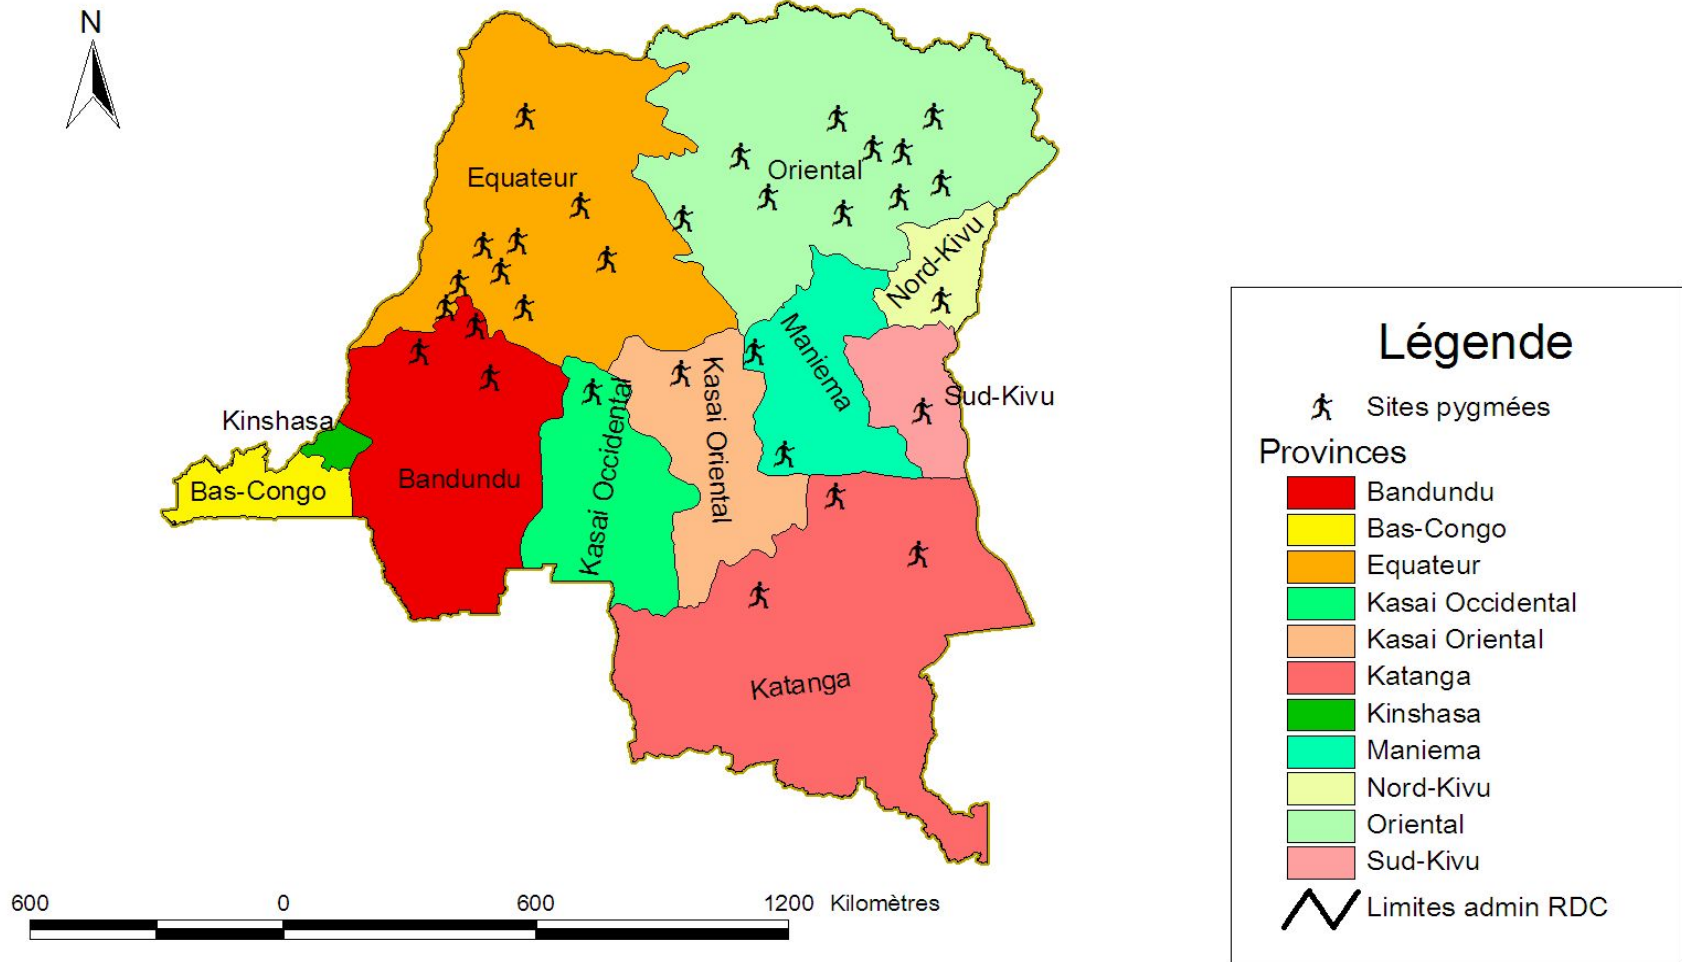 N
Equateur
Oriental
Nord-Kivu
Maniema
Sud-Kivu
Kasai Oriental
Kasai Occidental
Kinshasa
Bandundu
Bas-Congo
Katanga
600 0 600 1200 Kilomètres
Légende
Sites pygmées
Provinces
Bandundu
Bas-Congo
Equateur
Kasai Occidental
Kasai Oriental
Katanga
Kinshasa
Maniema
Nord-Kivu
Oriental
Sud-Kivu
Limites admin RDC